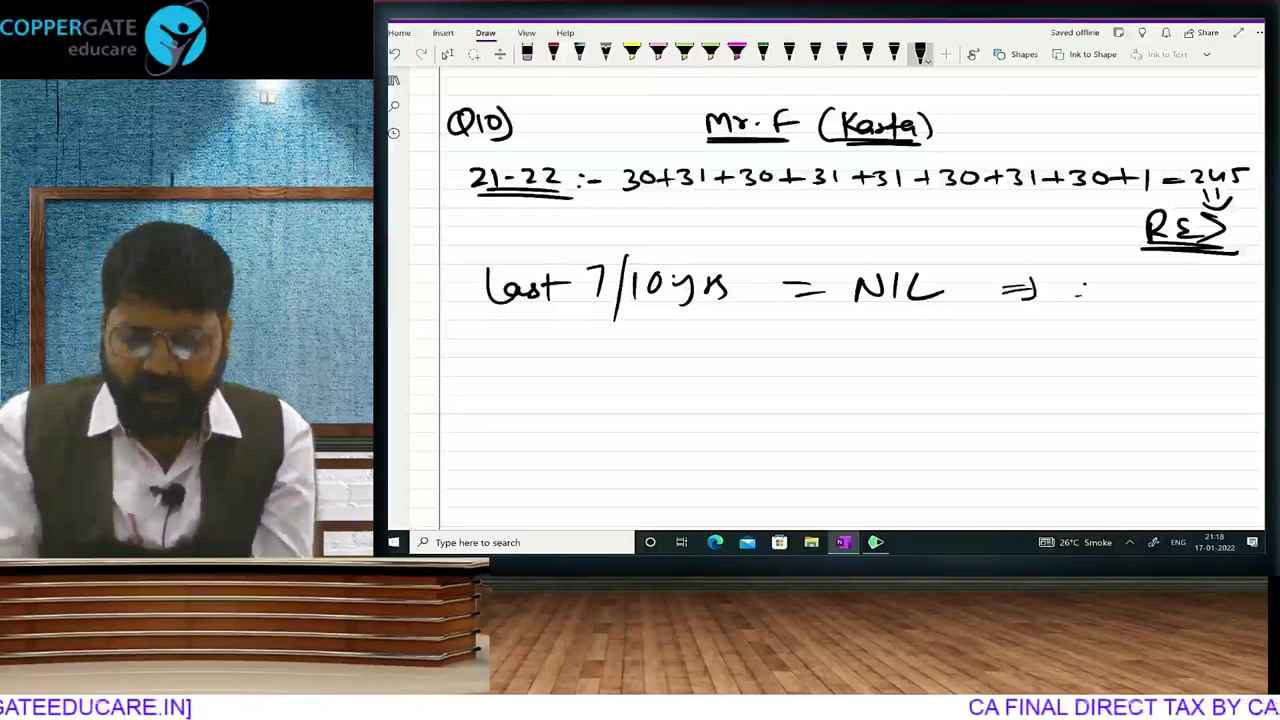 COPPERGATE
educare
Home Insert Draw View Help
Saved offline
Share
Shapes
Ink to Shape
Ink to Text
Q10) Mr. F (Karta)
21-22 :- 30+31+30+31+31+30+31+30+1 = 245
RES
last 7/10 yrs = NIL ⇒ :
Type here to search
26°C Smoke
ENG
21:18
17-01-2022
GATEEDUCARE.IN]
CA FINAL DIRECT TAX BY CA